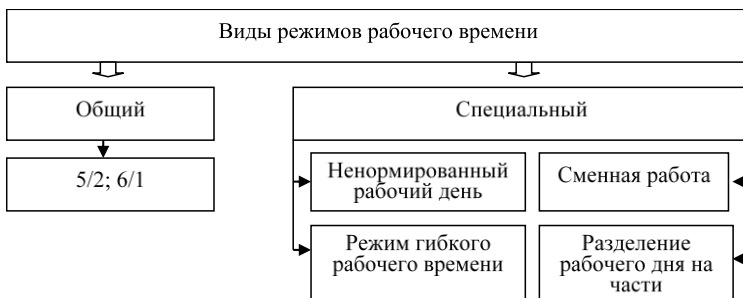 Виды режимов рабочего времени
Общий
Специальный
5/2; 6/1
Ненормированный
рабочий день
Сменная работа
Режим гибкого
рабочего времени
Разделение
рабочего дня на
части